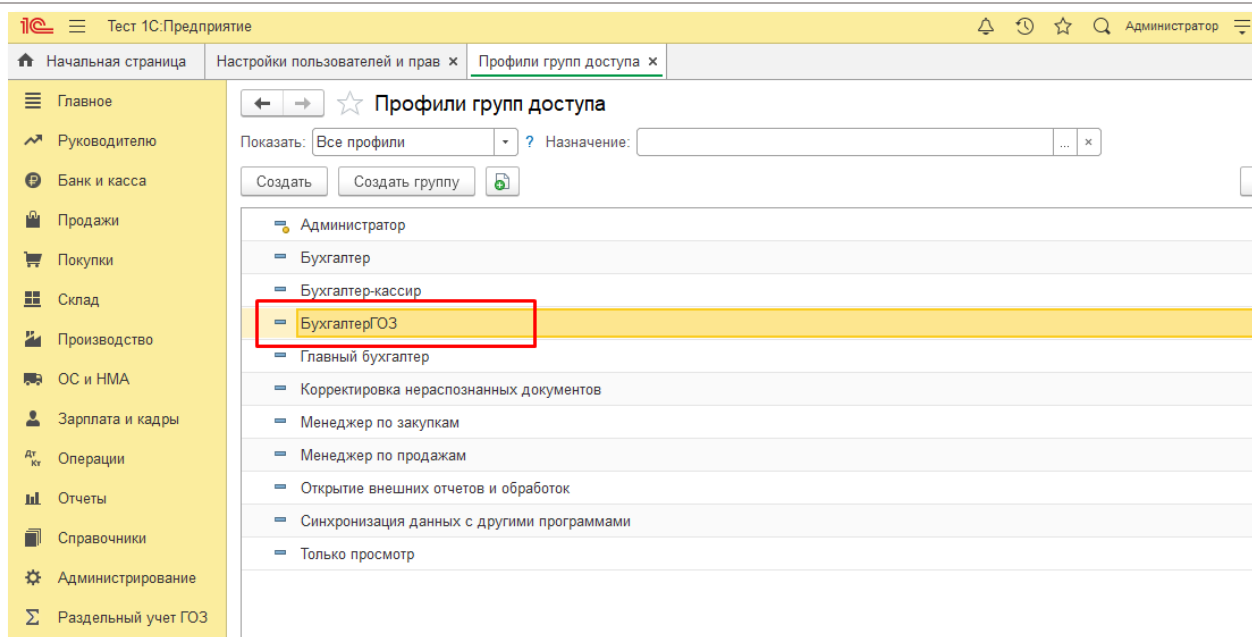 1С Тест 1С:Предприятие Администратор
Начальная страница Настройки пользователей и прав × Профили групп доступа ×
Главное
Руководителю
Банк и касса
Продажи
Покупки
Склад
Производство
ОС и НМА
Зарплата и кадры
Дт Кт Операции
Отчеты
Справочники
Администрирование
Σ Раздельный учет ГОЗ
← → Профили групп доступа
Показать: Все профили ? Назначение: ... ×
Создать Создать группу
Администратор
Бухгалтер
Бухгалтер-кассир
БухгалтерГОЗ
Главный бухгалтер
Корректировка нераспознанных документов
Менеджер по закупкам
Менеджер по продажам
Открытие внешних отчетов и обработок
Синхронизация данных с другими программами
Только просмотр